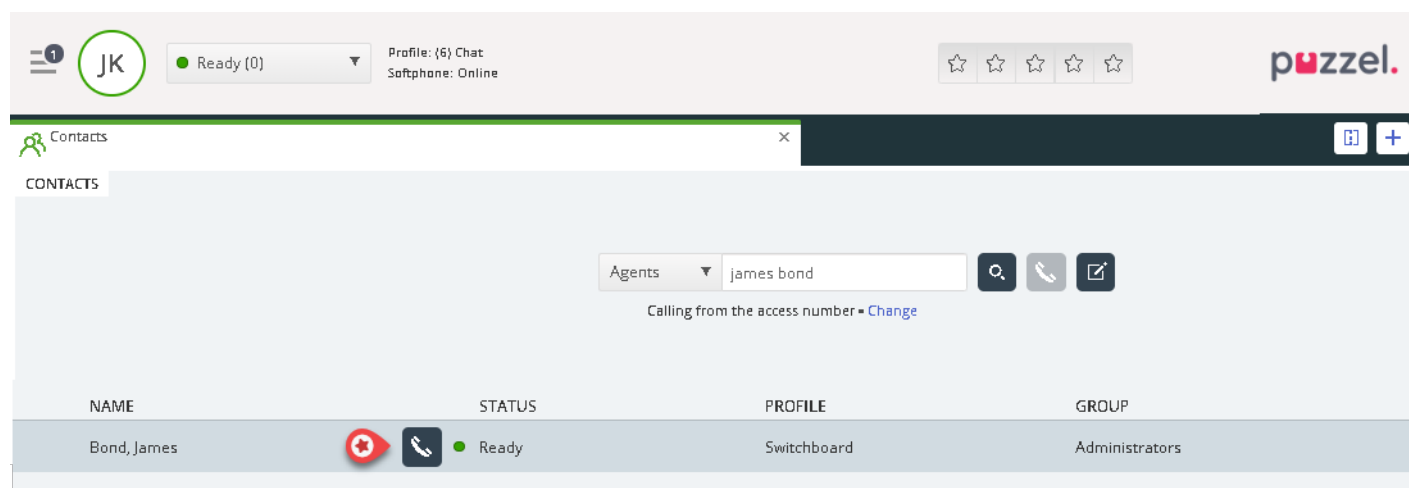 1
JK
Ready (0)
Profile: (6) Chat
Softphone: Online
puzzel.
Contacts
CONTACTS
Agents
james bond
Calling from the access number - Change
NAME STATUS PROFILE GROUP
Bond, James Ready Switchboard Administrators